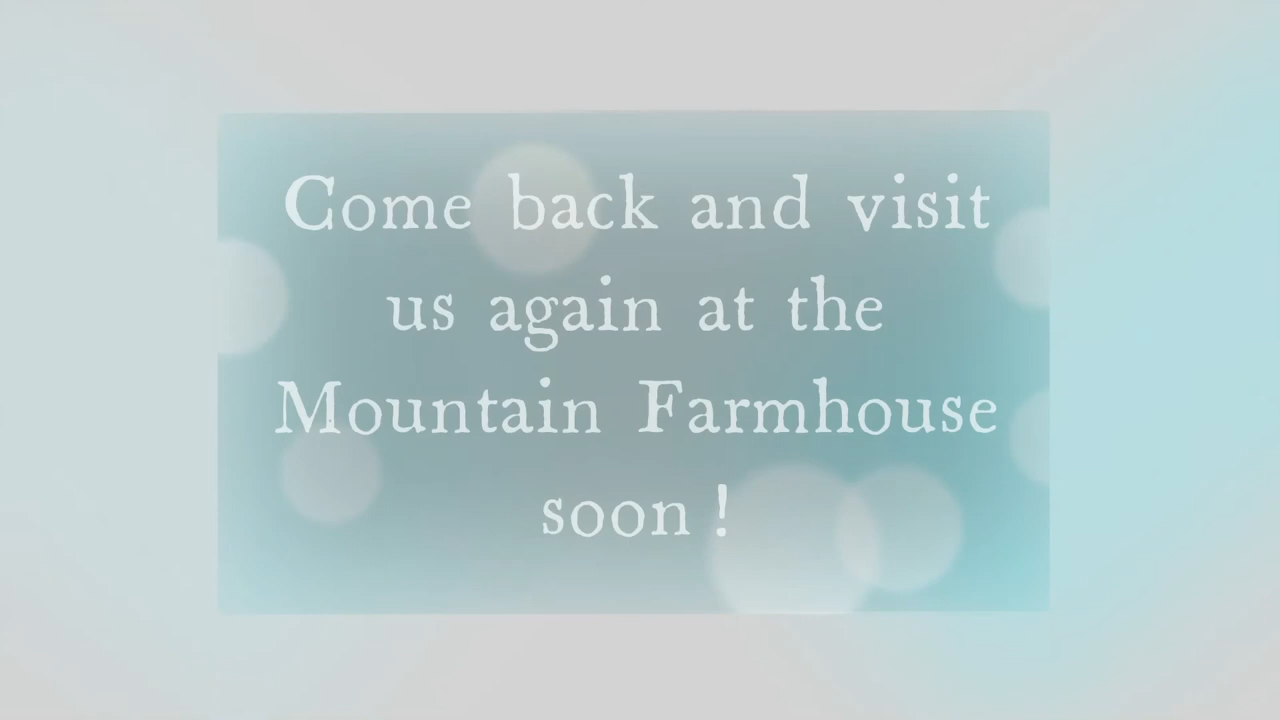 Come back and visit
us again at the
Mountain Farmhouse
soon !